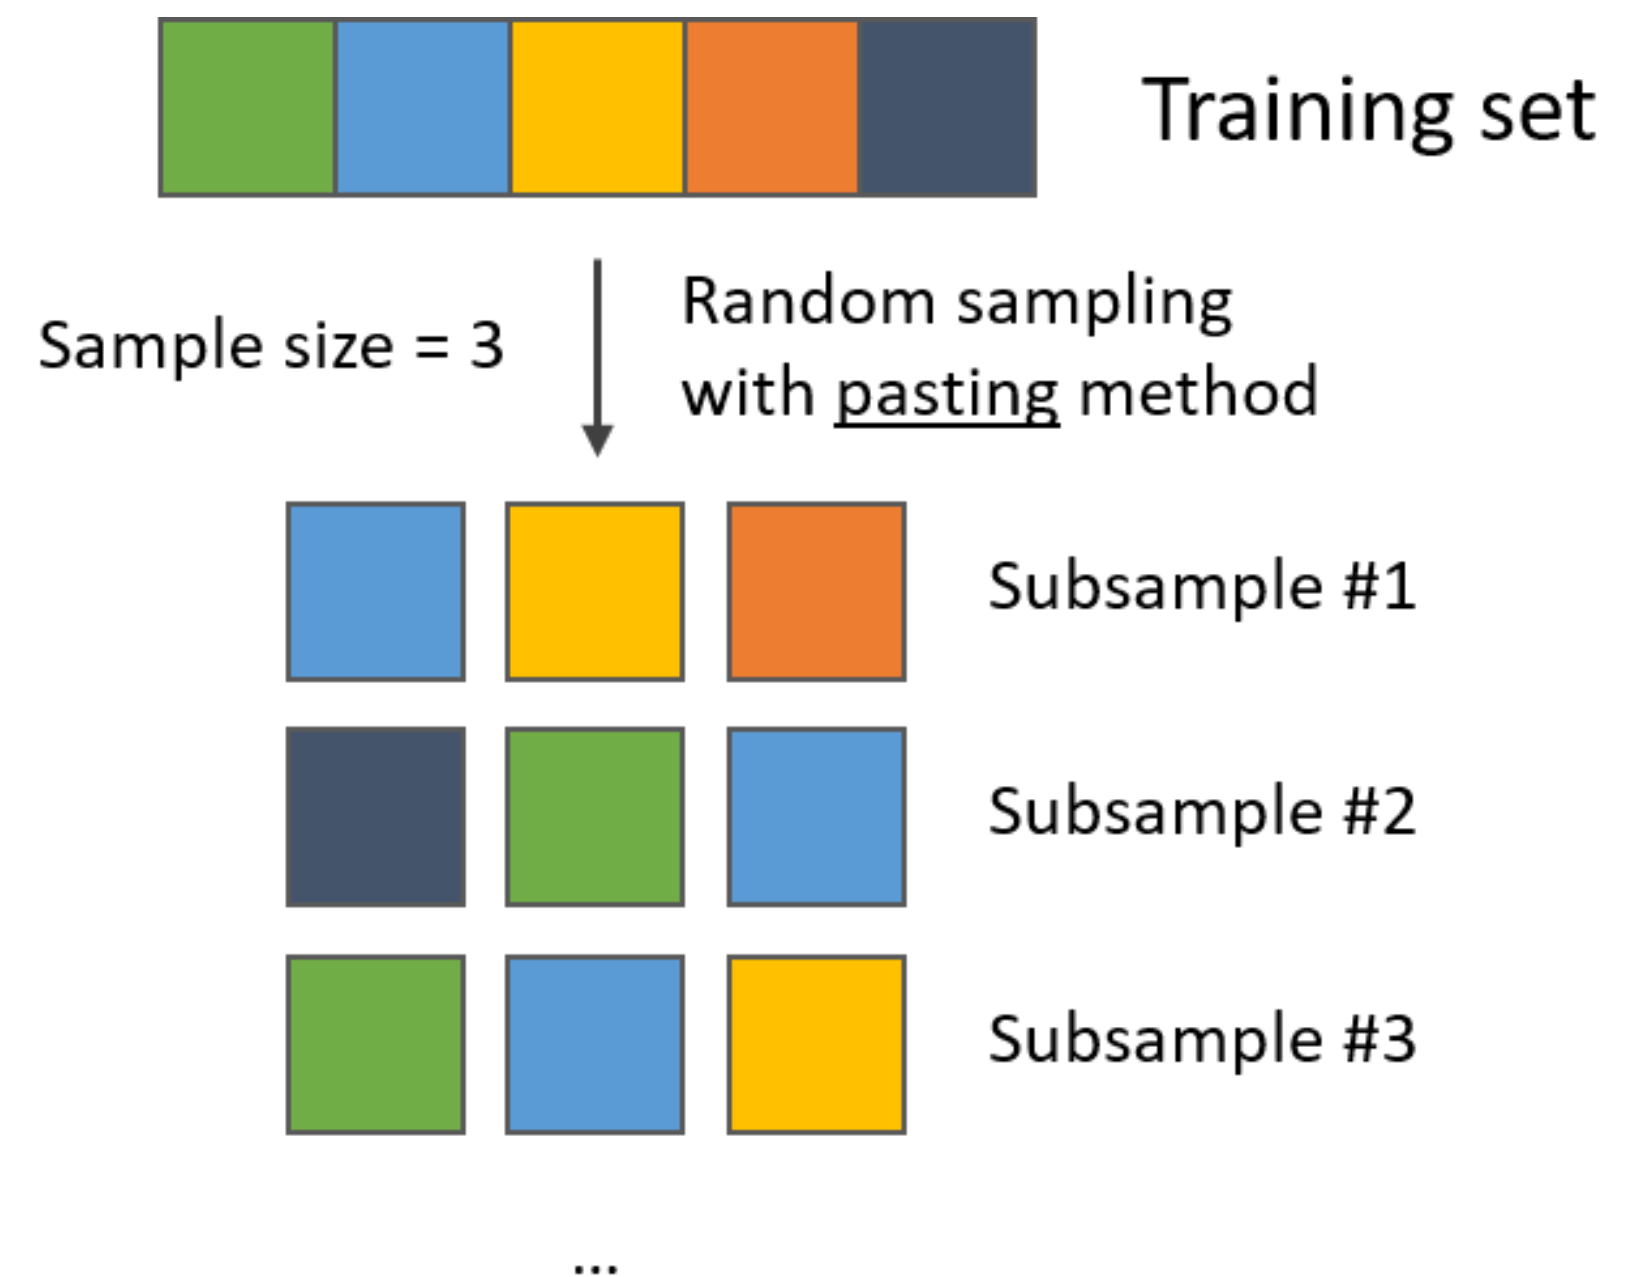 Training set
Sample size = 3
Random sampling
with pasting method
Subsample #1
Subsample #2
Subsample #3
...